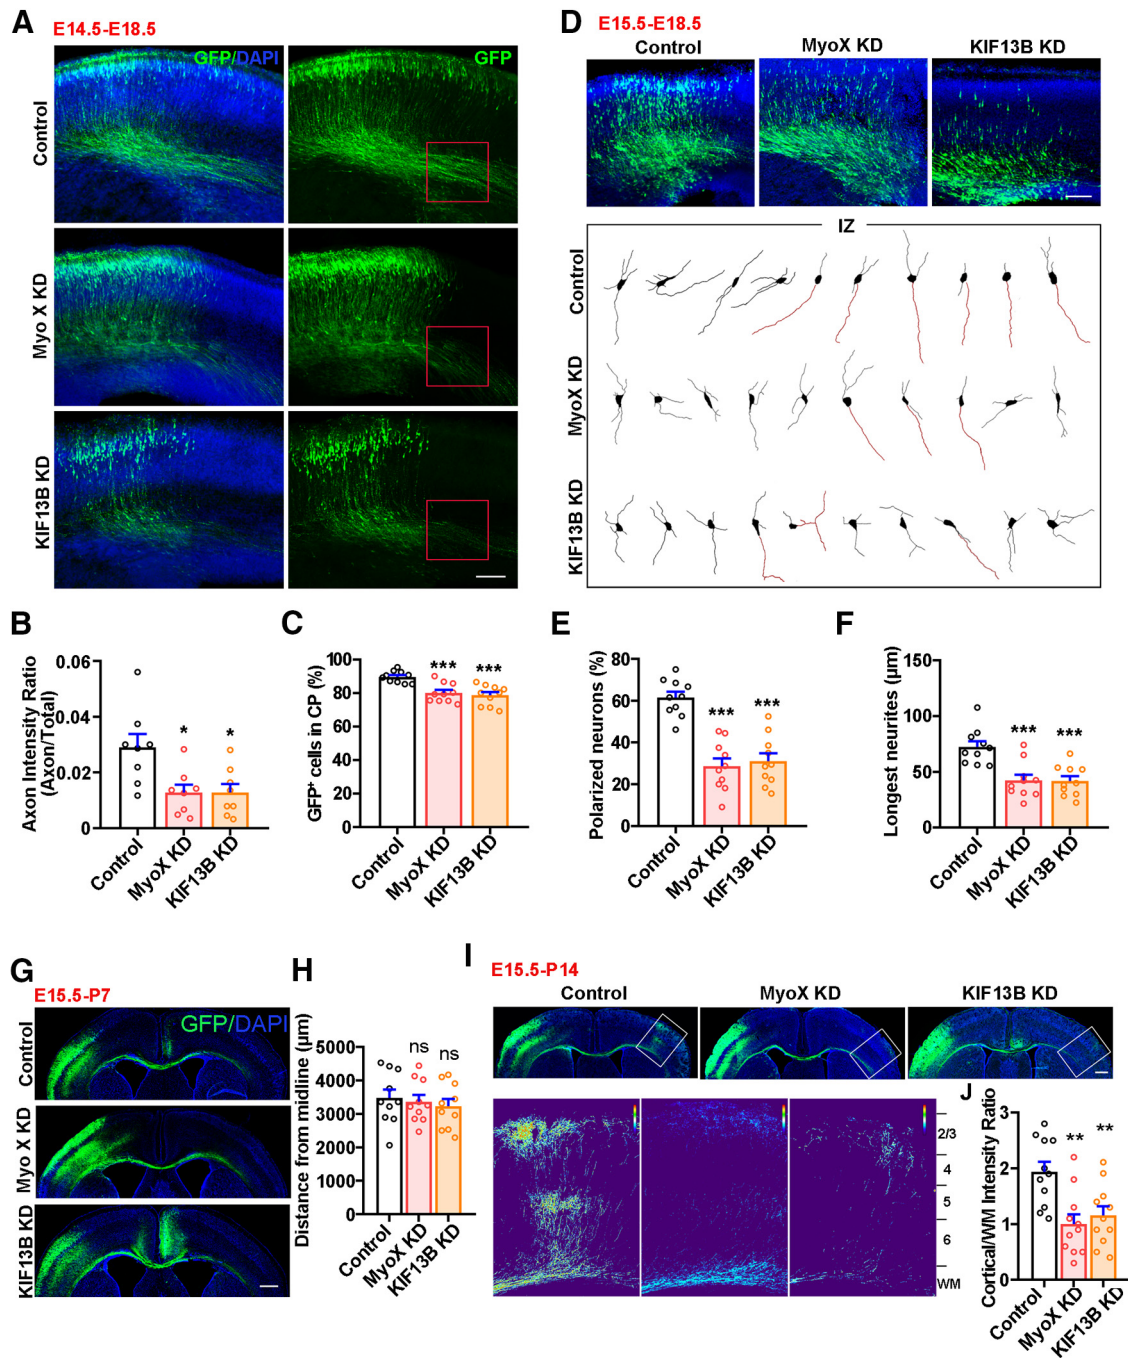 A
E14.5-E18.5
GFP/DAPI
GFP
Control
Myo X KD
KIF13B KD
D
E15.5-E18.5
Control
MyoX KD
KIF13B KD
IZ
Control
MyoX KD
KIF13B KD
B
Axon Intensity Ratio
(Axon/Total)
0.06
0.04
0.02
0
*
*
Control
MyoX KD
KIF13B KD
C
GFP+ cells in CP (%)
100
80
60
40
20
0
***
***
Control
MyoX KD
KIF13B KD
E
Polarized neurons (%)
80
60
40
20
0
***
***
Control
MyoX KD
KIF13B KD
F
Longest neurites (μm)
150
100
50
0
***
***
Control
MyoX KD
KIF13B KD
G
E15.5-P7
GFP/DAPI
Control
Myo X KD
KIF13B KD
H
Distance from midline (μm)
5000
4000
3000
2000
1000
0
ns
ns
Control
MyoX KD
KIF13B KD
I
E15.5-P14
Control
MyoX KD
KIF13B KD
2/3
4
5
6
WM
J
Cortical/WM Intensity Ratio
3
2
1
0
**
**
Control
MyoX KD
KIF13B KD